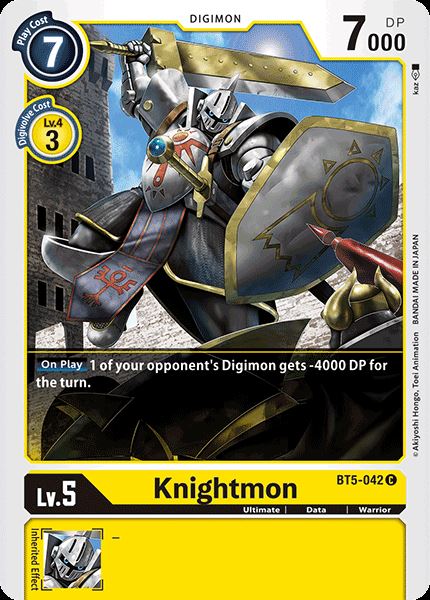 DIGIMON
Play Cost
7
7000
DP
Digivolve Cost
Lv.4
3
kaz
© Akiyoshi Hongo, Toei Animation BANDAI MADE IN JAPAN
On Play 1 of your opponent's Digimon gets -4000 DP for
the turn.
BT5-042 C
Lv.5
Knightmon
Ultimate | Data | Warrior
Inherited Effect
–